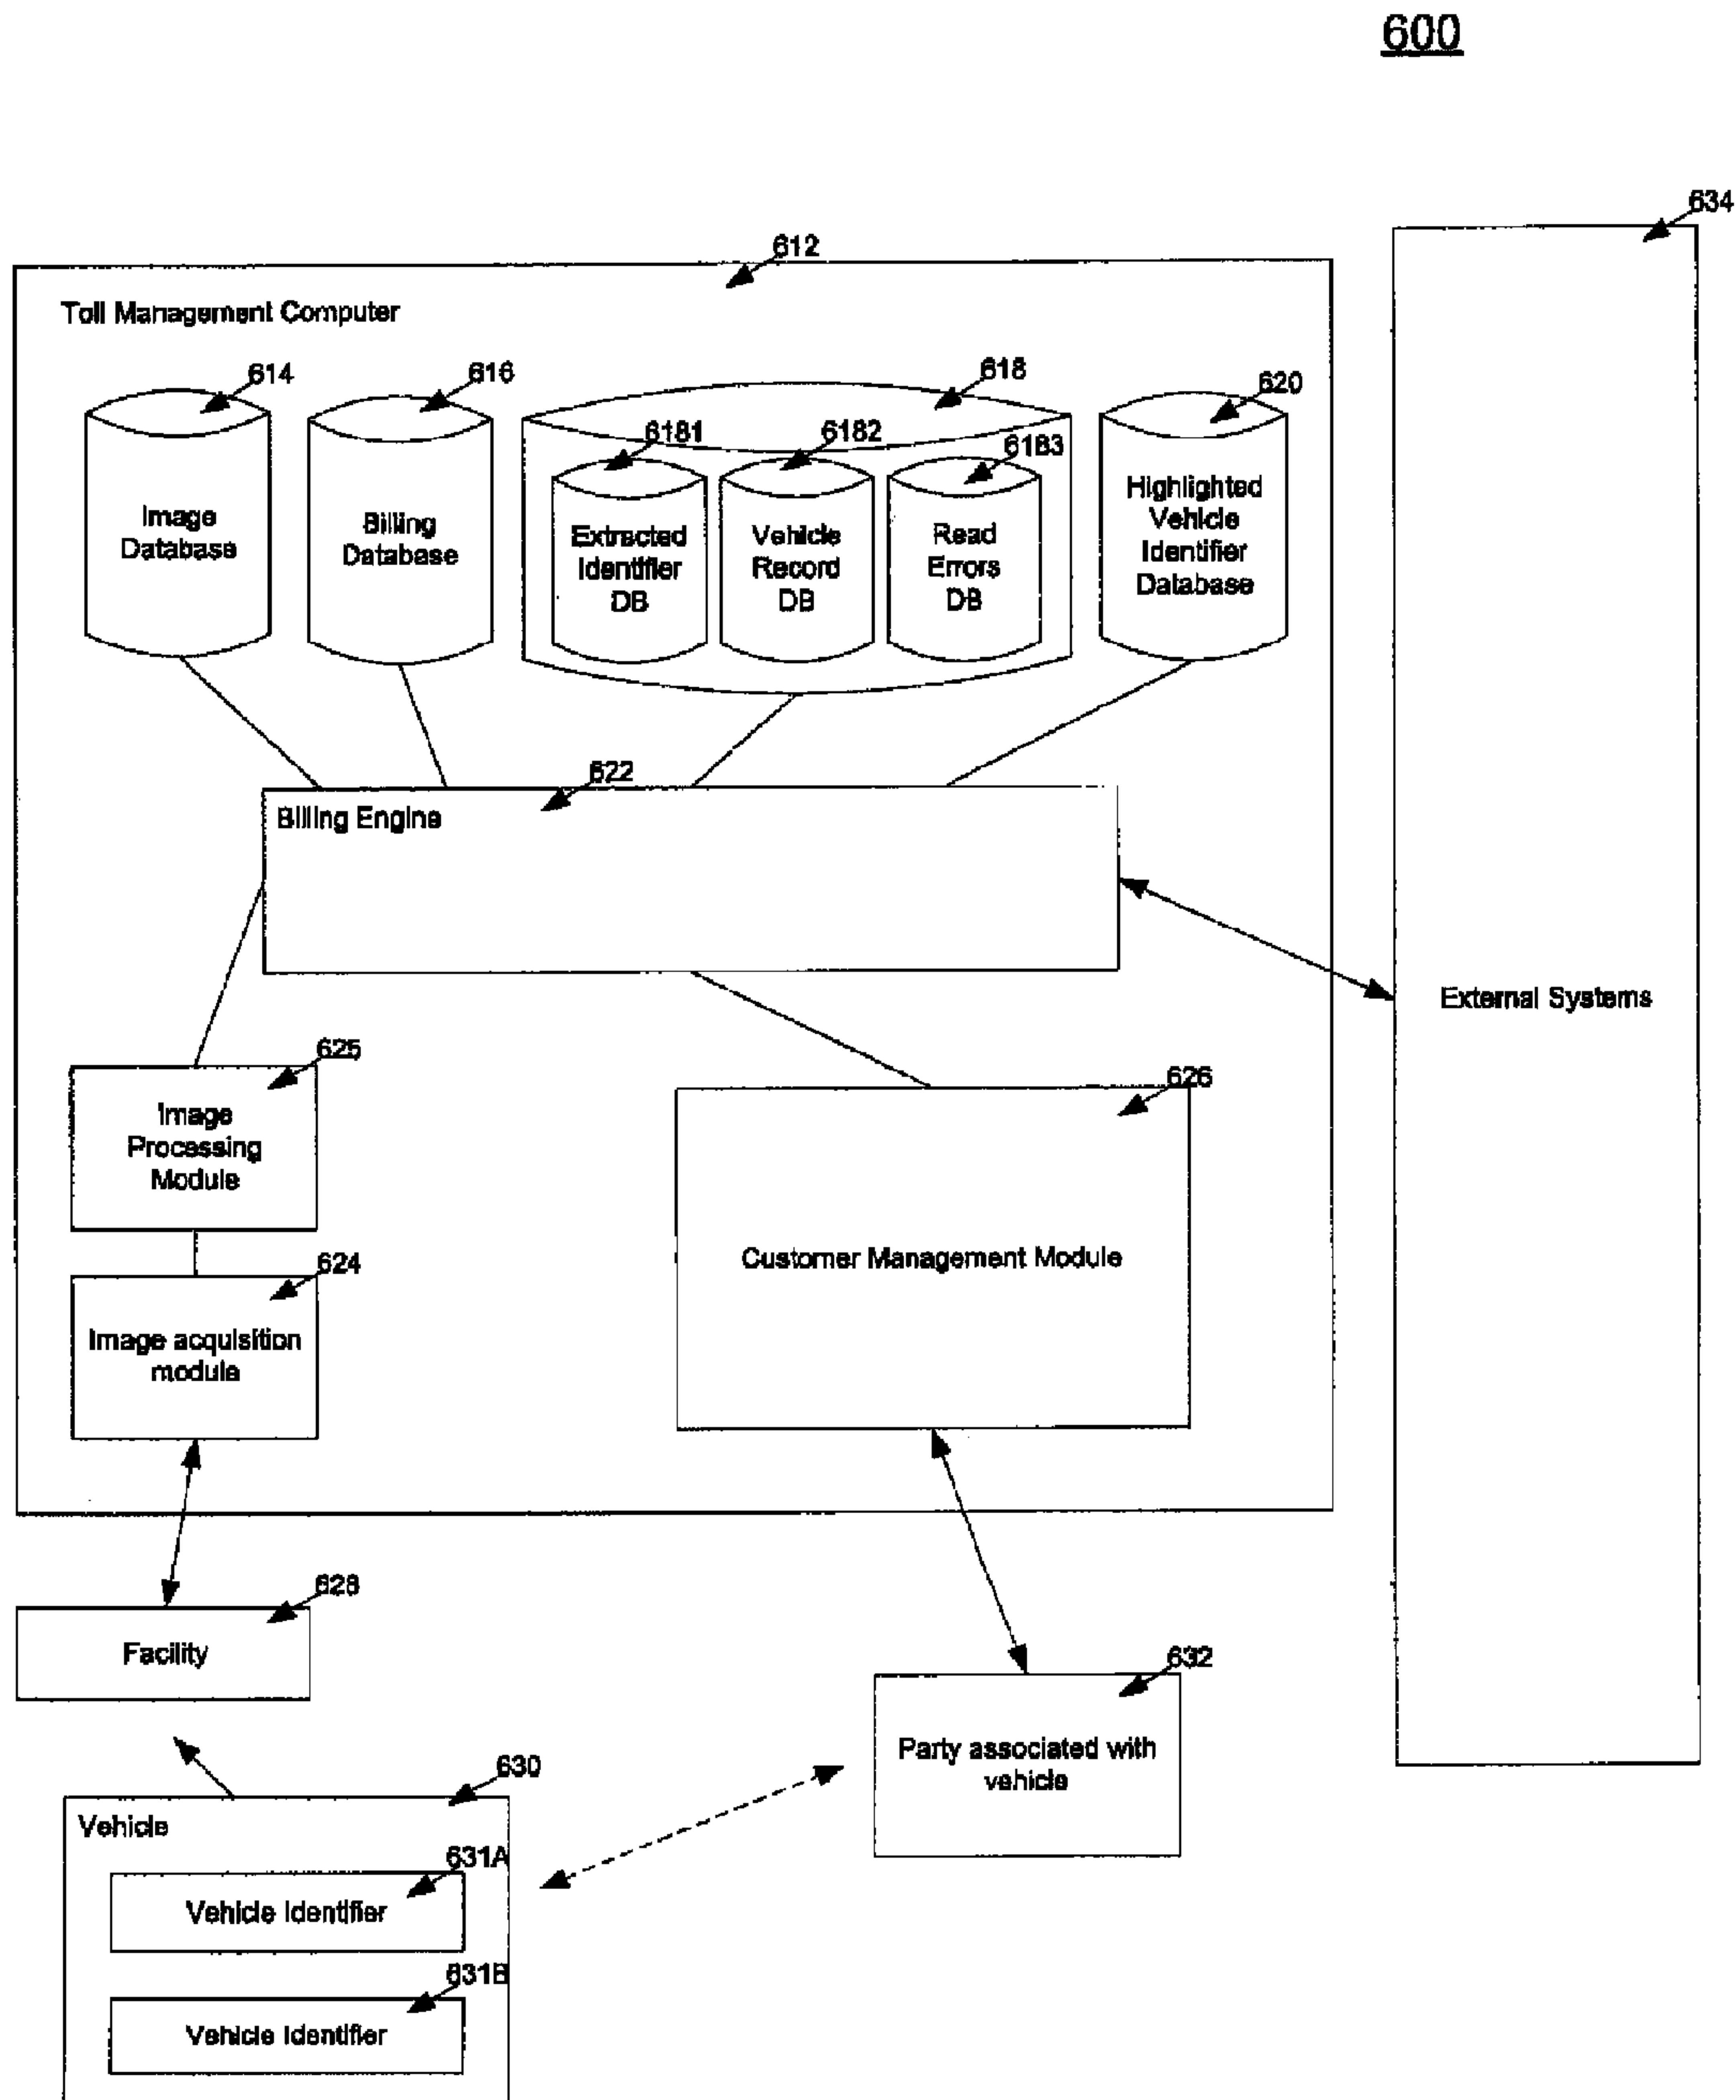 600
634
612
Toll Management Computer
614
616
618
620
6181
6182
6183
Image
Database
Billing
Database
Extracted
Identifier
DB
Vehicle
Record
DB
Read
Errors
DB
Highlighted
Vehicle
Identifier
Database
622
Billing Engine
External Systems
625
Image
Processing
Module
626
Customer Management Module
624
Image acquisition
module
628
Facility
632
Party associated with
vehicle
630
Vehicle
631A
Vehicle Identifier
631B
Vehicle Identifier